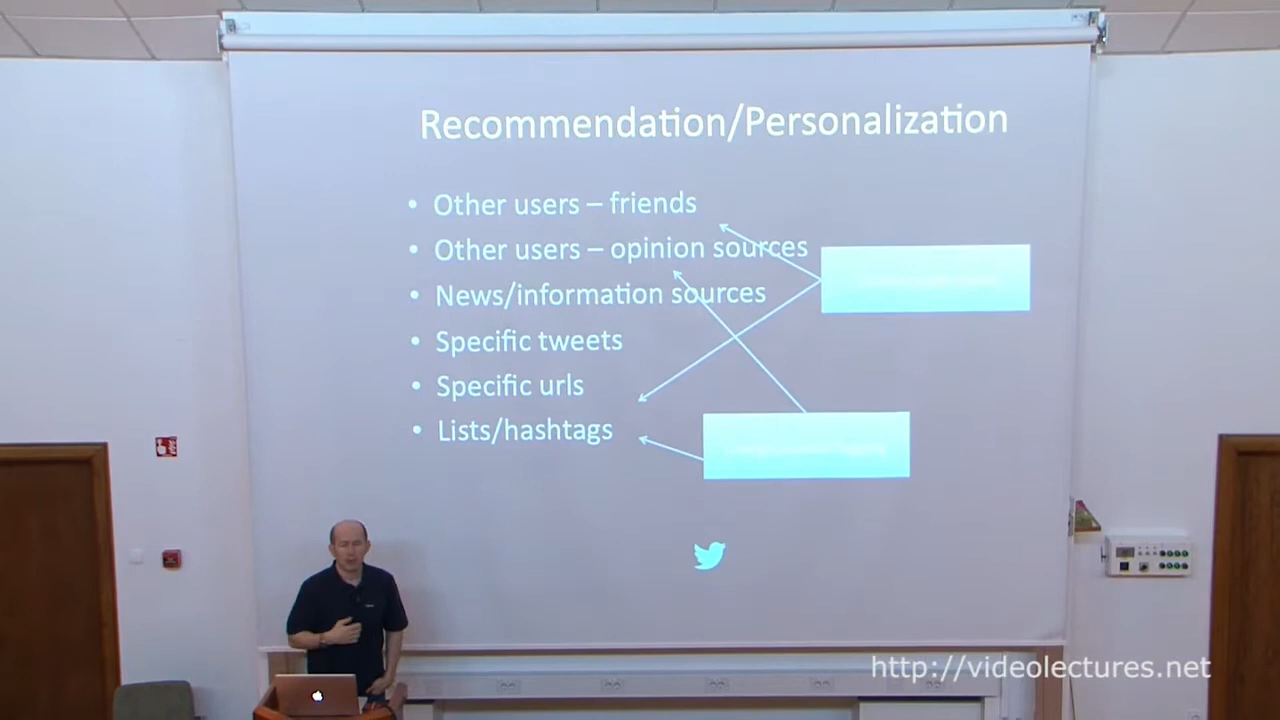 Recommendation/Personalization
• Other users – friends
• Other users – opinion sources
• News/information sources
• Specific tweets
• Specific urls
• Lists/hashtags
http://videolectures.net